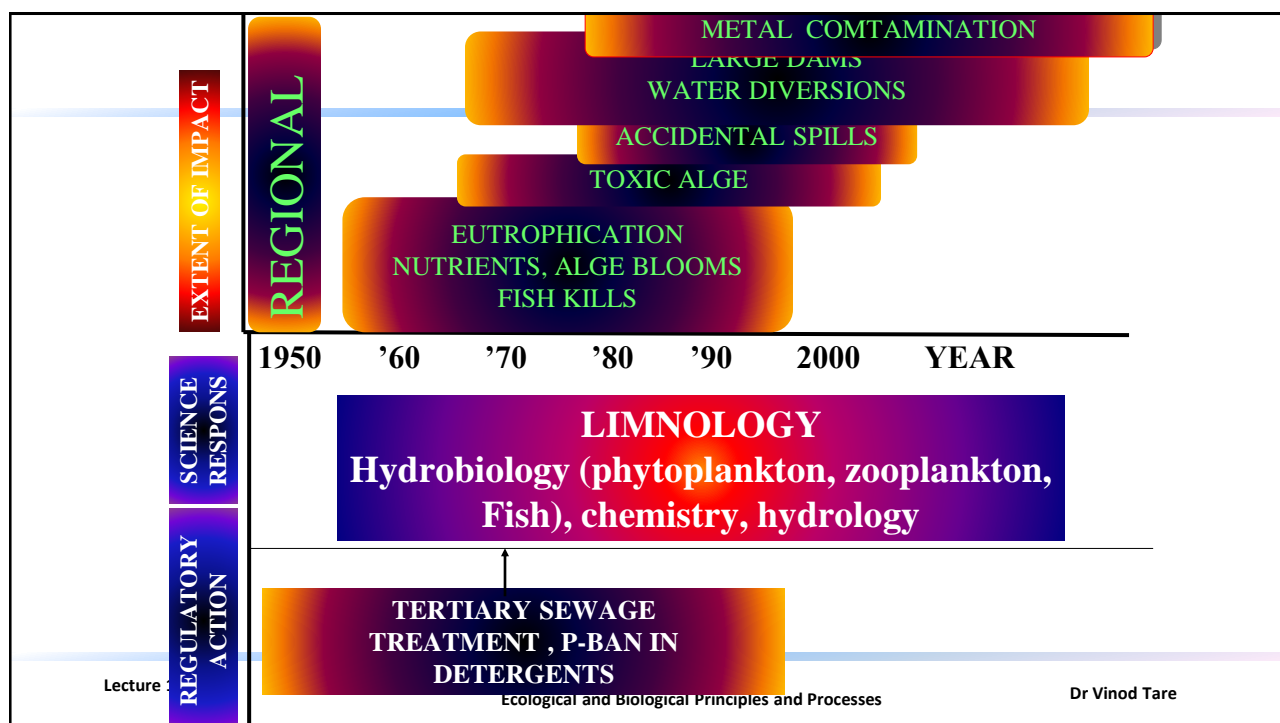 METAL COMTAMINATION
LARGE DAMS
WATER DIVERSIONS
ACCIDENTAL SPILLS
TOXIC ALGE
EUTROPHICATION
NUTRIENTS, ALGE BLOOMS
FISH KILLS
REGIONAL
EXTENT OF IMPACT
1950 ’60 ’70 ’80 ’90 2000 YEAR
SCIENCE
RESPONS
LIMNOLOGY
Hydrobiology (phytoplankton, zooplankton,
Fish), chemistry, hydrology
REGULATORY
ACTION
TERTIARY SEWAGE
TREATMENT , P-BAN IN
DETERGENTS
Lecture
Ecological and Biological Principles and Processes
Dr Vinod Tare